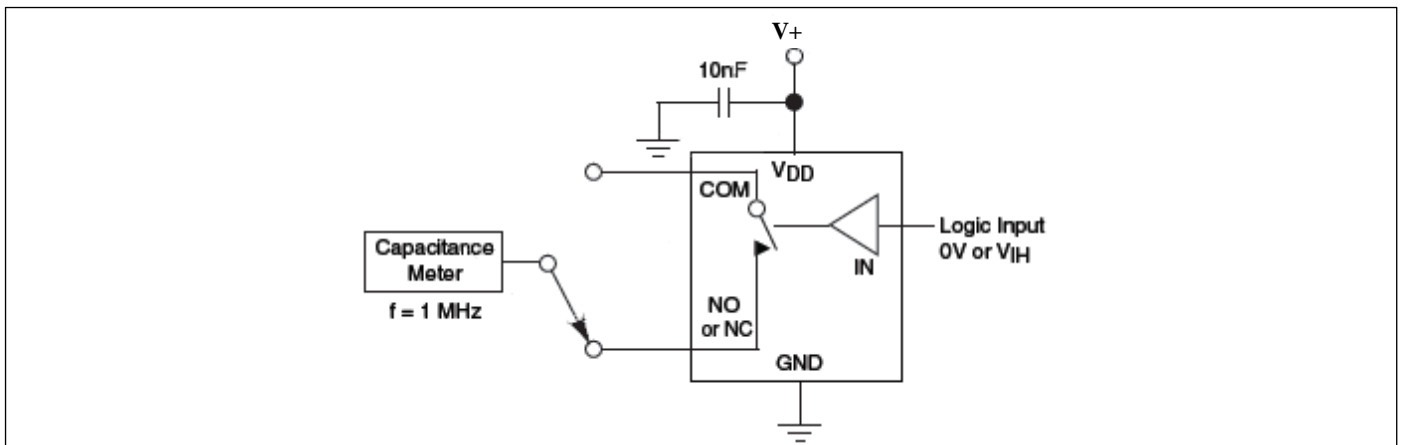 V+
10nF
VDD
COM
Logic Input
0V or VIH
IN
Capacitance
Meter
f = 1 MHz
NO
or NC
GND